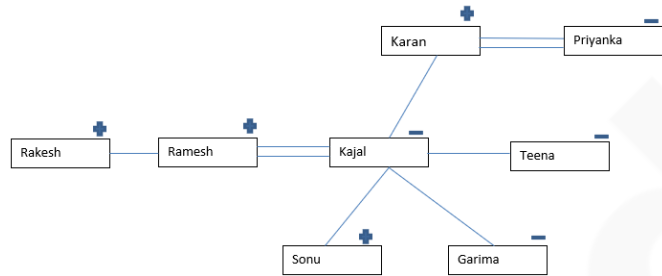 Karan
Priyanka
Rakesh
Ramesh
Kajal
Teena
Sonu
Garima